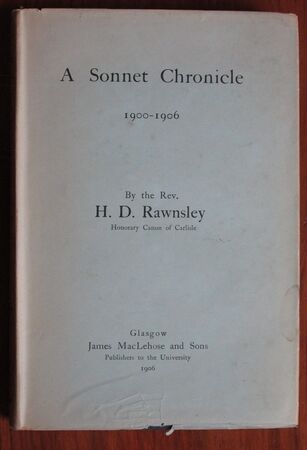 A Sonnet Chronicle
1900-1906
By the Rev.
H. D. Rawnsley
Honorary Canon of Carlisle
Glasgow
James MacLehose and Sons
Publishers to the University
1906